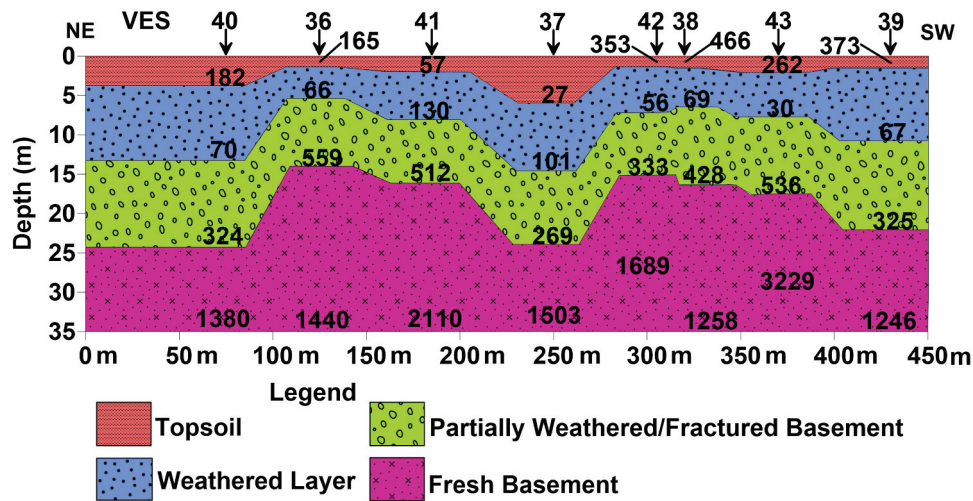 NE VES 40 36 41 37 42 38 43 39 SW
165 353 466 373
0 182 57 27 262
5 66 130 56 69 30
10 70 101 67
15 559 512 333 428 536
20 324 269 325
25 1689 3229
30 1380 1440 2110 1503 1258 1246
35
Depth (m)
0 m 50 m 100 m 150 m 200 m 250 m 300 m 350 m 400 m 450 m
Legend
Topsoil
Partially Weathered/Fractured Basement
Weathered Layer
Fresh Basement